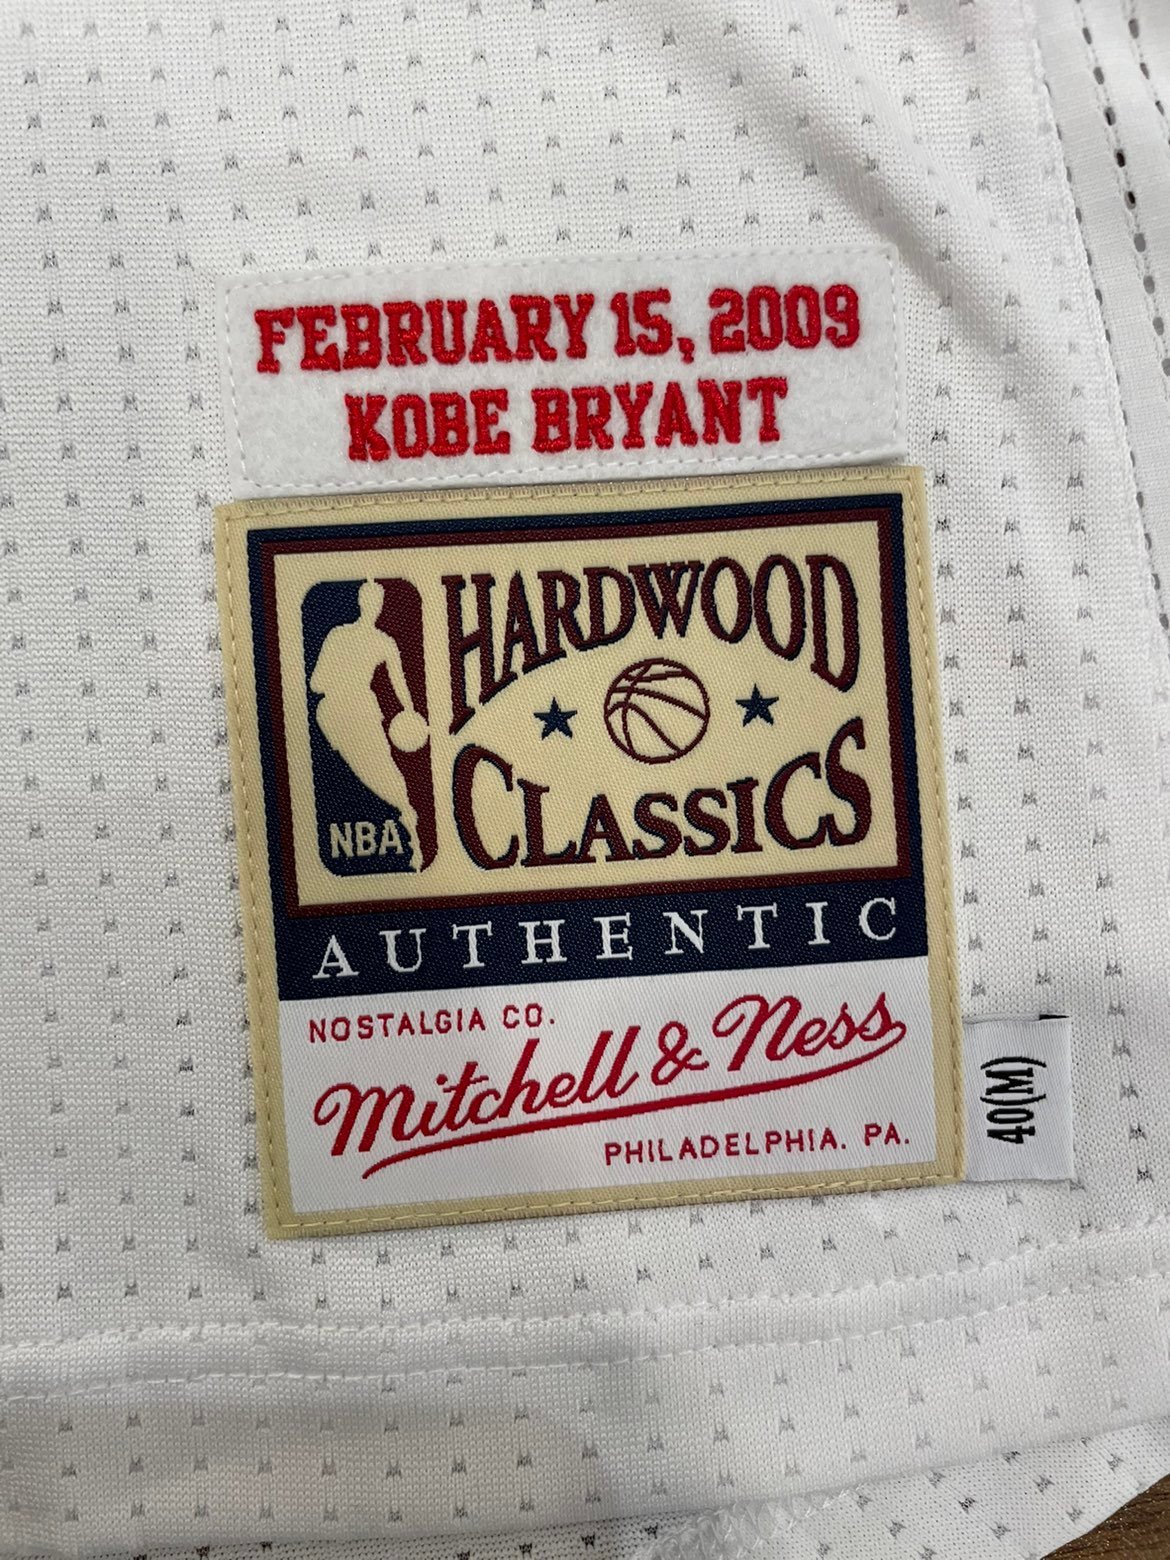 FEBRUARY 15, 2009
KOBE BRYANT
HARDWOOD
CLASSICS
NBA
AUTHENTIC
NOSTALGIA CO.
Mitchell & Ness
PHILADELPHIA. PA.
40(M)